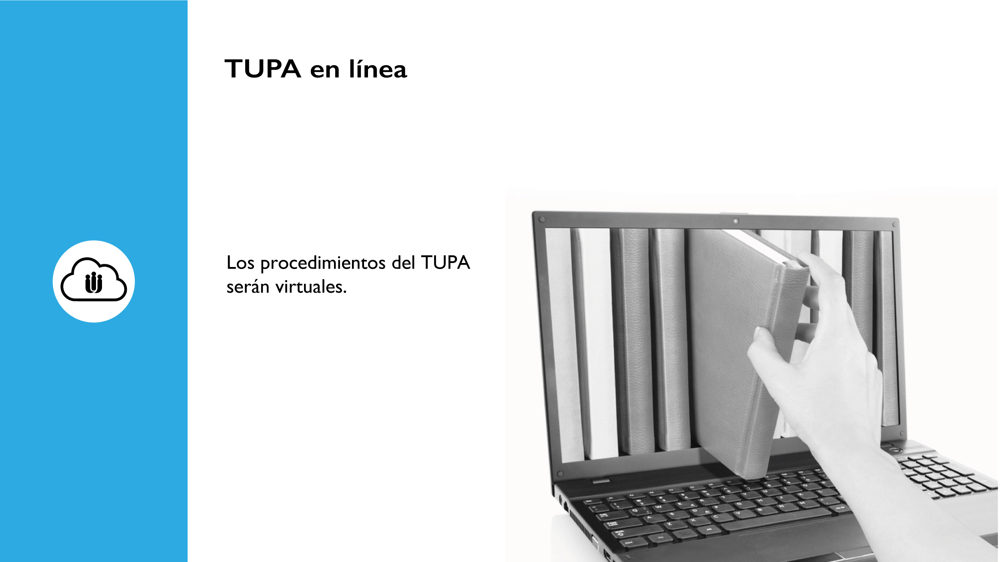 TUPA en línea
Los procedimientos del TUPA
serán virtuales.